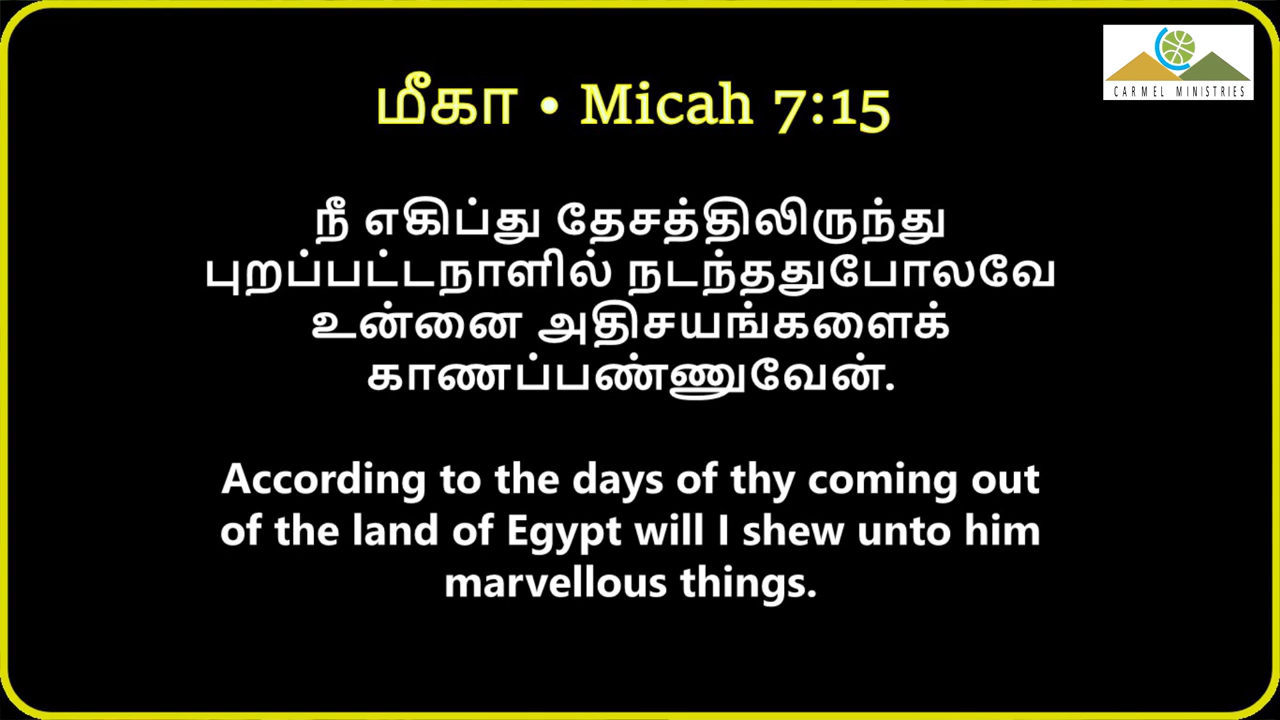 CARMEL MINISTRIES
மீகா • Micah 7:15
நீ எகிப்து தேசத்திலிருந்து
புறப்பட்டநாளில் நடந்ததுபோலவே
உன்னை அதிசயங்களைக்
காணப்பண்ணுவேன்.
According to the days of thy coming out
of the land of Egypt will I shew unto him
marvellous things.